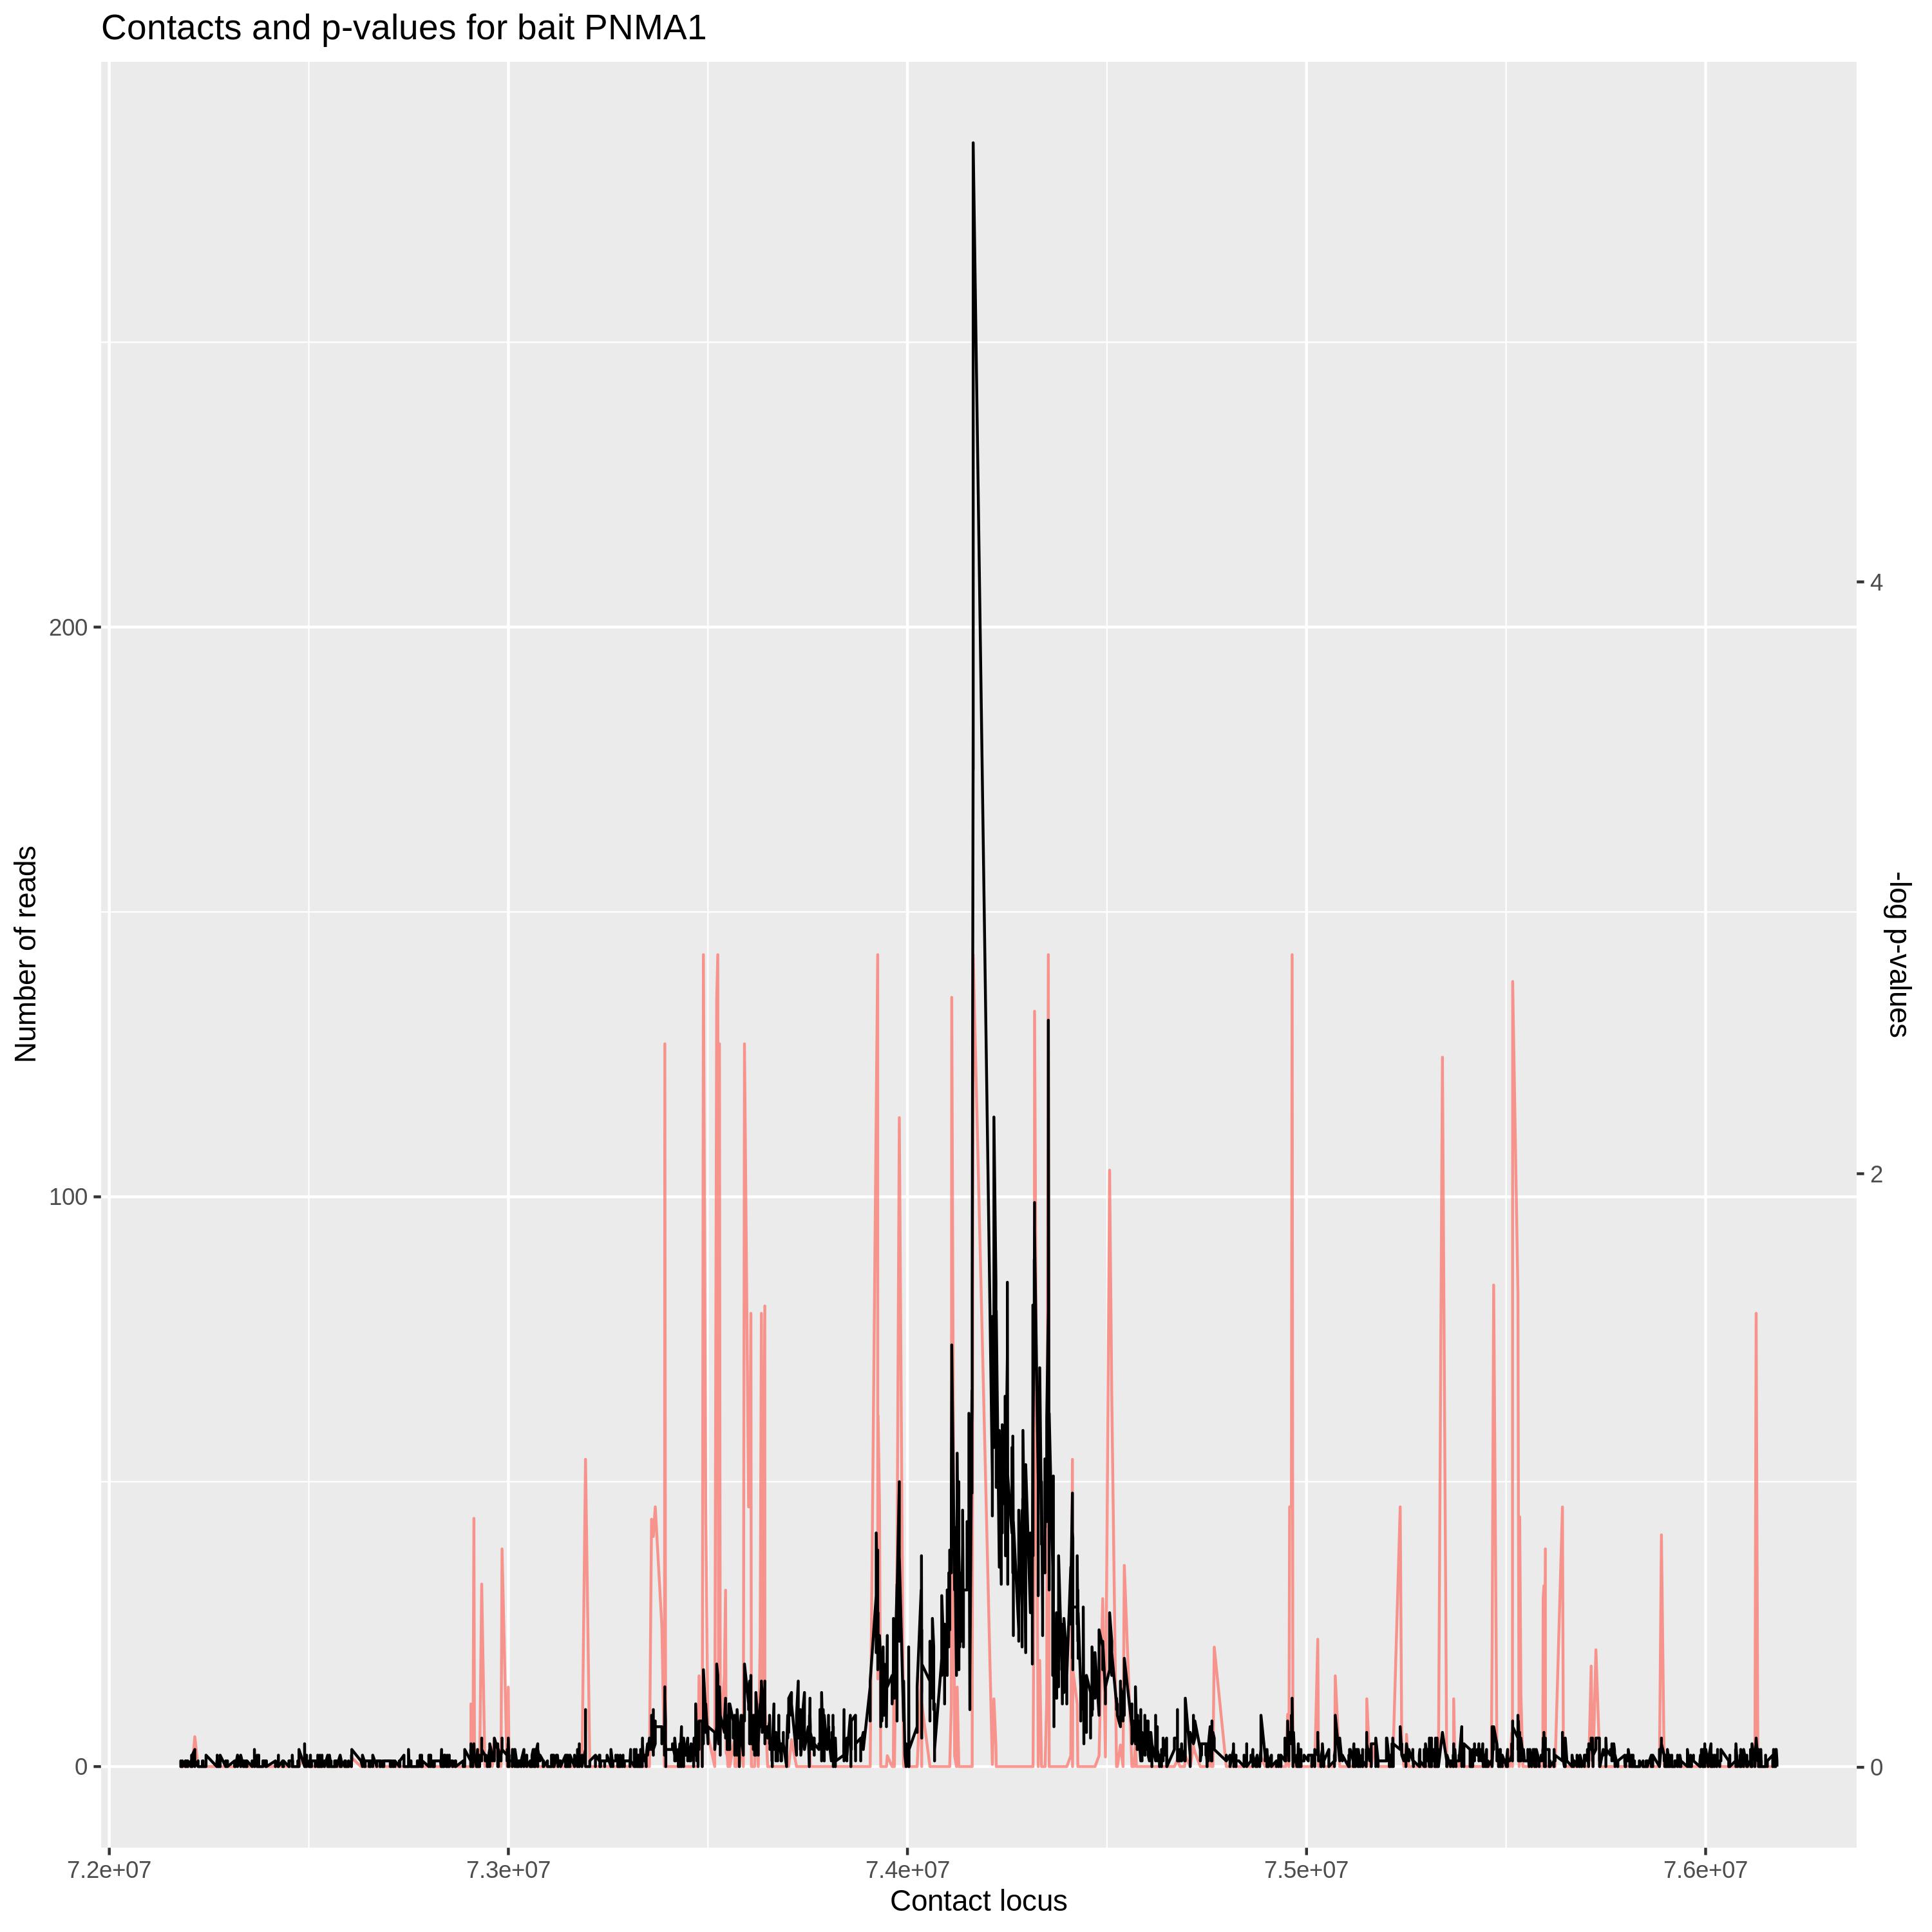 Contacts and p-values for bait PNMA1
Number of reads
200
100
0
4
2
0
-log p-values
7.2e+07
7.3e+07
7.4e+07
7.5e+07
7.6e+07
Contact locus